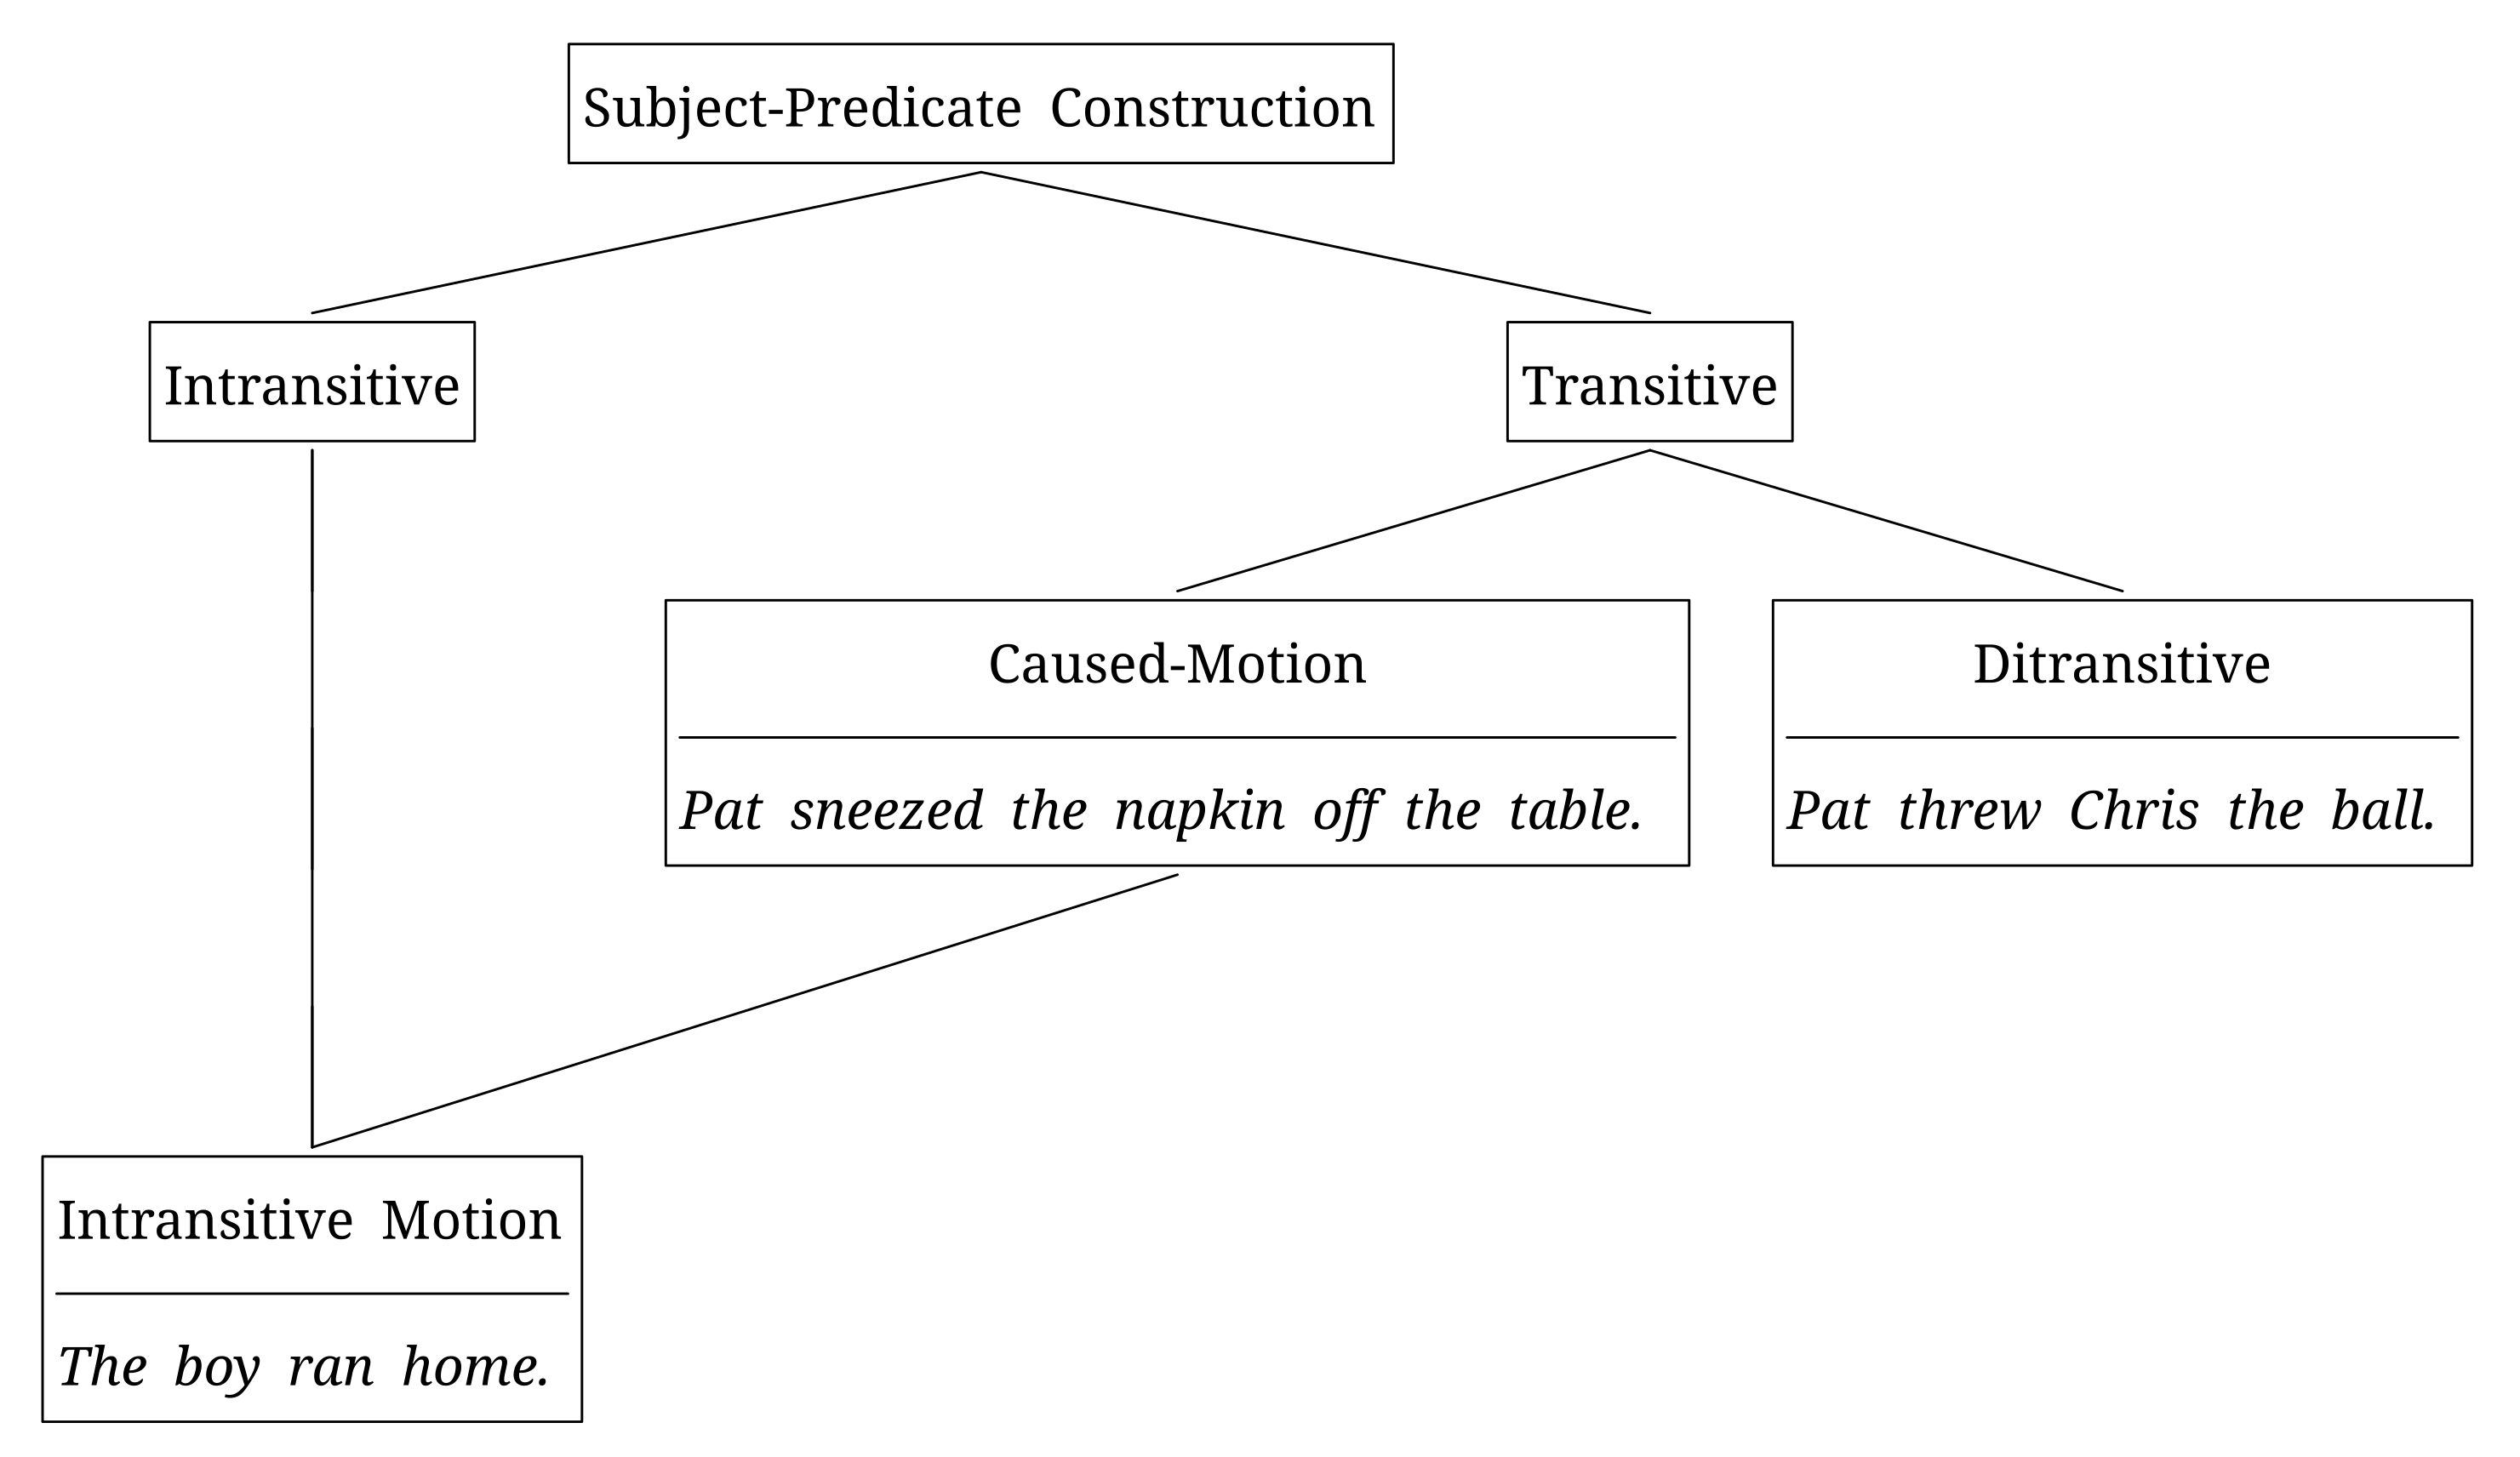 Subject-Predicate Construction
Intransitive
Transitive
Caused-Motion
Pat sneezed the napkin off the table.
Ditransitive
Pat threw Chris the ball.
Intransitive Motion
The boy ran home.